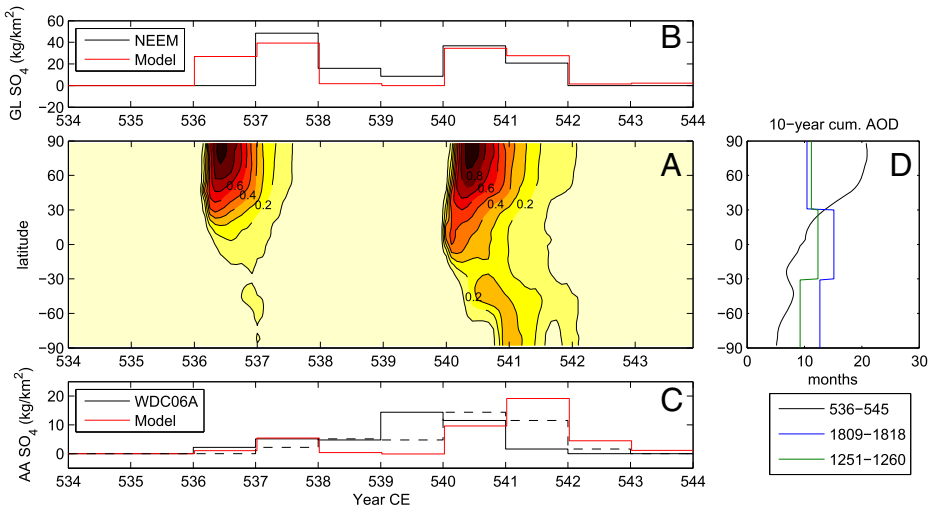 B
GL SO4 (kg/km2)
60
40
20
0
−20
NEEM
Model
534 535 536 537 538 539 540 541 542 543 544
A
latitude
90
60
30
0
−30
−60
−90
0.6
0.4
0.2
0.8
0.6
0.4
0.2
0.2
534 535 536 537 538 539 540 541 542 543
10−year cum. AOD
D
90
60
30
0
−30
−60
−90
0 10 20 30
months
C
AA SO4 (kg/km2)
20
10
0
WDC06A
Model
534 535 536 537 538 539 540 541 542 543 544
Year CE
536−545
1809−1818
1251−1260